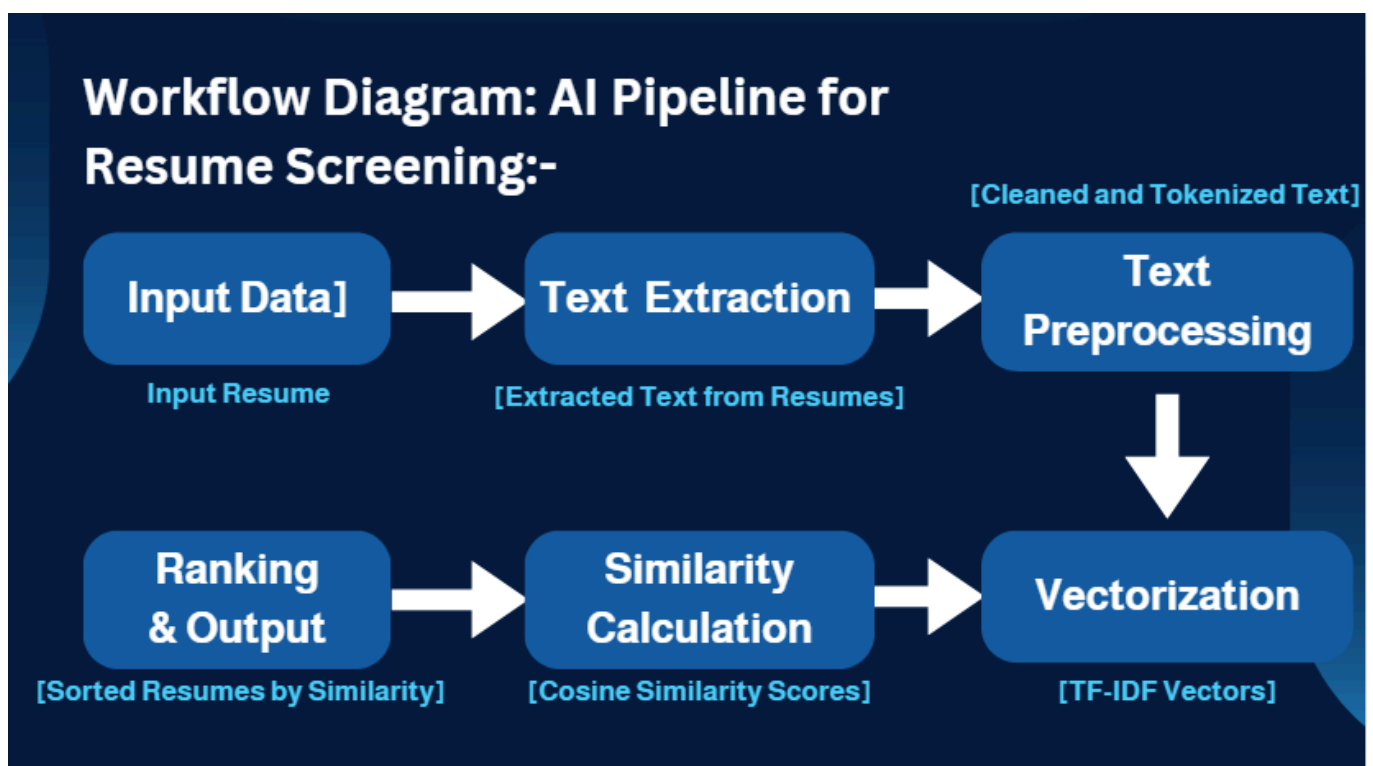 Workflow Diagram: AI Pipeline for
Resume Screening:-
[Cleaned and Tokenized Text]
Input Data]
Text Extraction
Text
Preprocessing
Input Resume
[Extracted Text from Resumes]
Ranking
& Output
Similarity
Calculation
Vectorization
[Sorted Resumes by Similarity]
[Cosine Similarity Scores]
[TF-IDF Vectors]